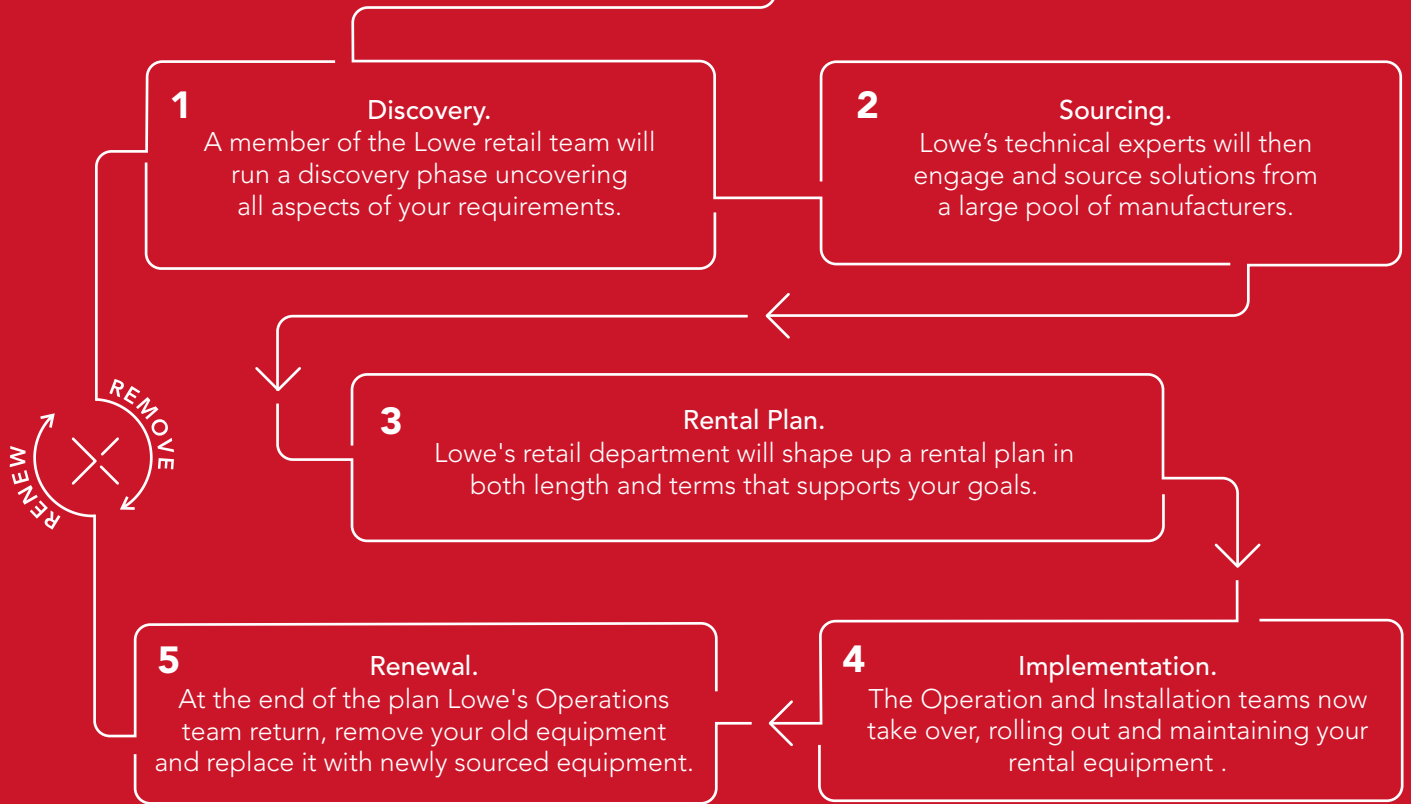 1
Discovery.
A member of the Lowe retail team will
run a discovery phase uncovering
all aspects of your requirements.
2
Sourcing.
Lowe’s technical experts will then
engage and source solutions from
a large pool of manufacturers.
3
Rental Plan.
Lowe's retail department will shape up a rental plan in
both length and terms that supports your goals.
REMOVE
RENEW
4
Implementation.
The Operation and Installation teams now
take over, rolling out and maintaining your
rental equipment .
5
Renewal.
At the end of the plan Lowe's Operations
team return, remove your old equipment
and replace it with newly sourced equipment.